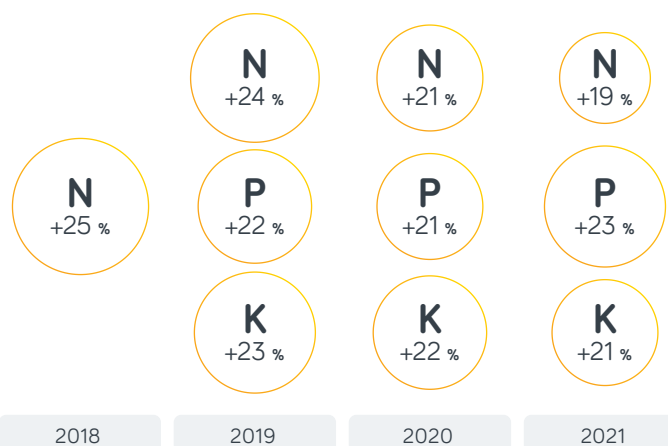 N
+24 %
N
+21 %
N
+19 %
N
+25 %
P
+22 %
P
+21 %
P
+23 %
K
+23 %
K
+22 %
K
+21 %
2018
2019
2020
2021